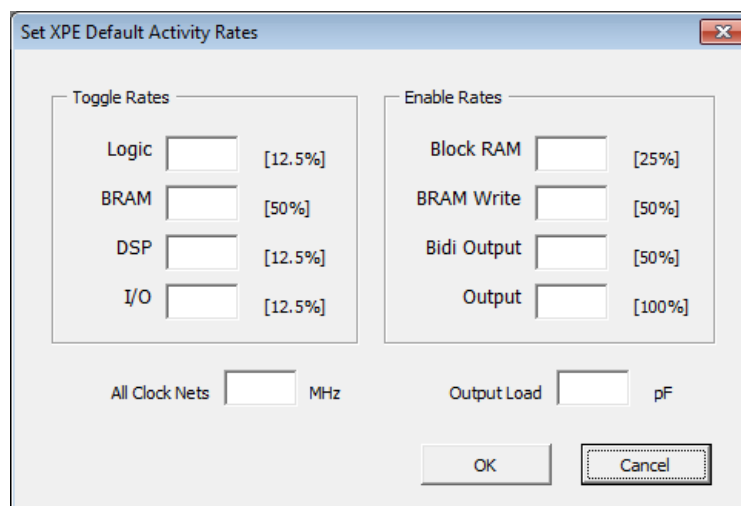 Set XPE Default Activity Rates
Toggle Rates
Logic [12.5%]
BRAM [50%]
DSP [12.5%]
I/O [12.5%]
Enable Rates
Block RAM [25%]
BRAM Write [50%]
Bidi Output [50%]
Output [100%]
All Clock Nets MHz
Output Load pF
OK
Cancel